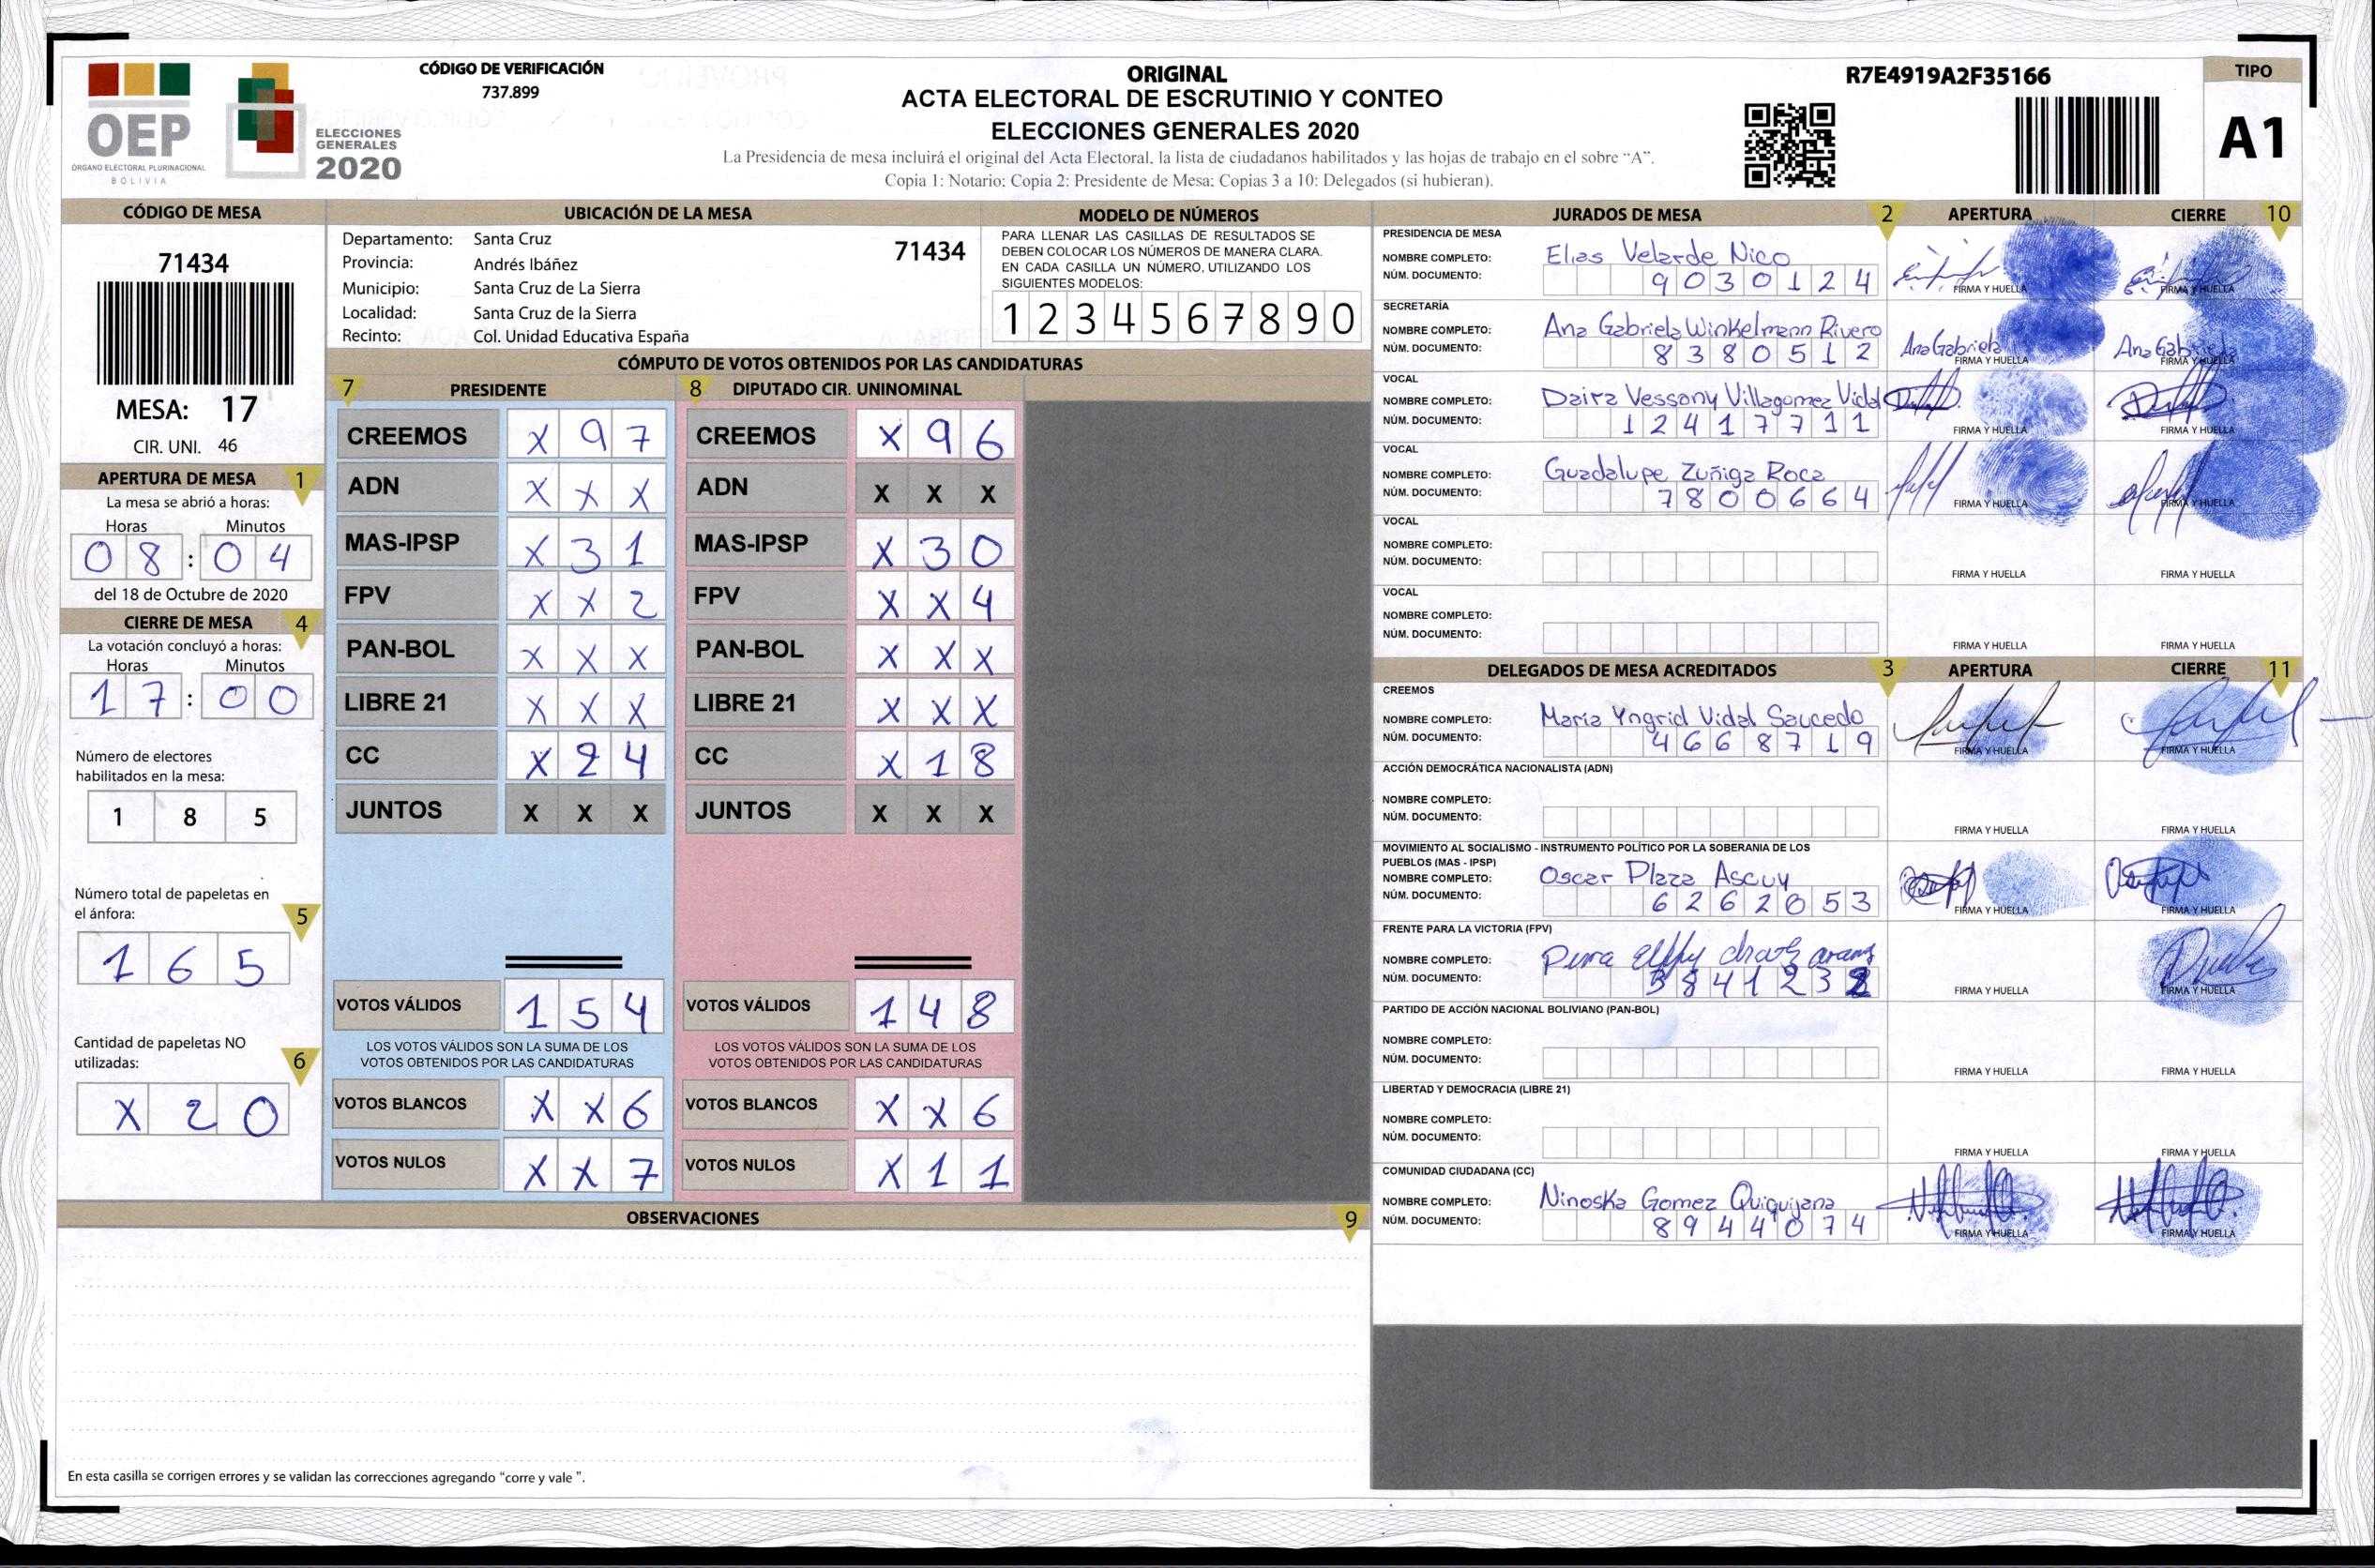 OEP
ÓRGANO ELECTORAL PLURINACIONAL
BOLIVIA
ELECCIONES
GENERALES
2020
CÓDIGO DE VERIFICACIÓN
737.899
ORIGINAL
ACTA ELECTORAL DE ESCRUTINIO Y CONTEO
ELECCIONES GENERALES 2020
La Presidencia de mesa incluirá el original del Acta Electoral, la lista de ciudadanos habilitados y las hojas de trabajo en el sobre “A”.
Copia 1: Notario; Copia 2: Presidente de Mesa; Copias 3 a 10: Delegados (si hubieran).
R7E4919A2F35166
TIPO
A1
CÓDIGO DE MESA
71434
MESA: 17
CIR. UNI. 46
APERTURA DE MESA 1
La mesa se abrió a horas:
Horas Minutos
08:04
del 18 de Octubre de 2020
CIERRE DE MESA 4
La votación concluyó a horas:
Horas Minutos
17:00
Número de electores
habilitados en la mesa:
1 8 5
Número total de papeletas en
el ánfora: 5
1 6 5
Cantidad de papeletas NO
utilizadas: 6
X 2 0
UBICACIÓN DE LA MESA
Departamento: Santa Cruz 71434
Provincia: Andrés Ibáñez
Municipio: Santa Cruz de La Sierra
Localidad: Santa Cruz de la Sierra
Recinto: Col. Unidad Educativa España
MODELO DE NÚMEROS
PARA LLENAR LAS CASILLAS DE RESULTADOS SE
DEBEN COLOCAR LOS NÚMEROS DE MANERA CLARA.
EN CADA CASILLA UN NÚMERO, UTILIZANDO LOS
SIGUIENTES MODELOS:
1 2 3 4 5 6 7 8 9 0
CÓMPUTO DE VOTOS OBTENIDOS POR LAS CANDIDATURAS
7 PRESIDENTE
CREEMOS X 9 7
ADN X X X
MAS-IPSP X 3 1
FPV X X 2
PAN-BOL X X X
LIBRE 21 X X X
CC X 2 4
JUNTOS X X X
VOTOS VÁLIDOS 1 5 4
LOS VOTOS VÁLIDOS SON LA SUMA DE LOS
VOTOS OBTENIDOS POR LAS CANDIDATURAS
VOTOS BLANCOS X X 6
VOTOS NULOS X X 7
8 DIPUTADO CIR. UNINOMINAL
CREEMOS X 9 6
ADN X X X
MAS-IPSP X 3 0
FPV X X 4
PAN-BOL X X X
LIBRE 21 X X X
CC X 1 8
JUNTOS X X X
VOTOS VÁLIDOS 1 4 8
LOS VOTOS VÁLIDOS SON LA SUMA DE LOS
VOTOS OBTENIDOS POR LAS CANDIDATURAS
VOTOS BLANCOS X X 6
VOTOS NULOS X 1 1
OBSERVACIONES 9
En esta casilla se corrigen errores y se validan las correcciones agregando “corre y vale ”.
JURADOS DE MESA 2 APERTURA CIERRE 10
PRESIDENCIA DE MESA
NOMBRE COMPLETO: Elias Velarde Nico
NÚM. DOCUMENTO: 9030124
FIRMA Y HUELLA FIRMA Y HUELLA
SECRETARÍA
NOMBRE COMPLETO: Ana Gabriela Winkelmann Rivero
NÚM. DOCUMENTO: 8380512
Ana Gabriela Ana Gabriela
FIRMA Y HUELLA FIRMA Y HUELLA
VOCAL
NOMBRE COMPLETO: Daira Vessony Villagomez Vidal
NÚM. DOCUMENTO: 12417711
FIRMA Y HUELLA FIRMA Y HUELLA
VOCAL
NOMBRE COMPLETO: Guadalupe Zuñiga Roca
NÚM. DOCUMENTO: 7800664
FIRMA Y HUELLA FIRMA Y HUELLA
VOCAL
NOMBRE COMPLETO:
NÚM. DOCUMENTO:
FIRMA Y HUELLA FIRMA Y HUELLA
VOCAL
NOMBRE COMPLETO:
NÚM. DOCUMENTO:
FIRMA Y HUELLA FIRMA Y HUELLA
DELEGADOS DE MESA ACREDITADOS 3 APERTURA CIERRE 11
CREEMOS
NOMBRE COMPLETO: Maria Yngrid Vidal Saucedo
NÚM. DOCUMENTO: 4668719
FIRMA Y HUELLA FIRMA Y HUELLA
ACCIÓN DEMOCRÁTICA NACIONALISTA (ADN)
NOMBRE COMPLETO:
NÚM. DOCUMENTO:
FIRMA Y HUELLA FIRMA Y HUELLA
MOVIMIENTO AL SOCIALISMO - INSTRUMENTO POLÍTICO POR LA SOBERANIA DE LOS
PUEBLOS (MAS - IPSP)
NOMBRE COMPLETO: Oscar Plaza Ascuy
NÚM. DOCUMENTO: 6262053
FIRMA Y HUELLA FIRMA Y HUELLA
FRENTE PARA LA VICTORIA (FPV)
NOMBRE COMPLETO:
NÚM. DOCUMENTO:
FIRMA Y HUELLA FIRMA Y HUELLA
PARTIDO DE ACCIÓN NACIONAL BOLIVIANO (PAN-BOL)
NOMBRE COMPLETO:
NÚM. DOCUMENTO:
FIRMA Y HUELLA FIRMA Y HUELLA
LIBERTAD Y DEMOCRACIA (LIBRE 21)
NOMBRE COMPLETO:
NÚM. DOCUMENTO:
FIRMA Y HUELLA FIRMA Y HUELLA
COMUNIDAD CIUDADANA (CC)
NOMBRE COMPLETO: Ninoska Gomez Quiquijana
NÚM. DOCUMENTO: 8944074
FIRMA Y HUELLA FIRMA Y HUELLA